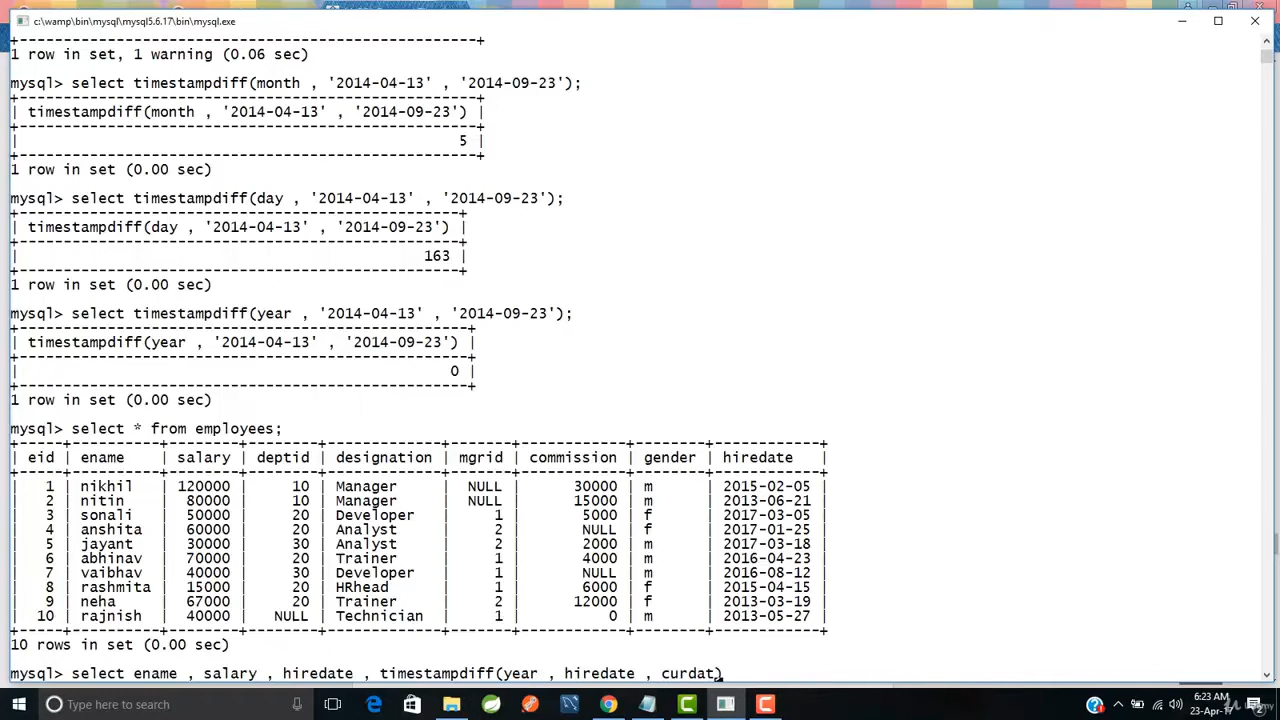 c:\wamp\bin\mysql\mysql5.6.17\bin\mysql.exe
+------------------------------------------------------+
1 row in set, 1 warning (0.06 sec)
mysql> select timestampdiff(month , '2014-04-13' , '2014-09-23');
+----------------------------------------------------+
| timestampdiff(month , '2014-04-13' , '2014-09-23') |
+----------------------------------------------------+
|                                                  5 |
+----------------------------------------------------+
1 row in set (0.00 sec)
mysql> select timestampdiff(day , '2014-04-13' , '2014-09-23');
+--------------------------------------------------+
| timestampdiff(day , '2014-04-13' , '2014-09-23') |
+--------------------------------------------------+
|                                              163 |
+--------------------------------------------------+
1 row in set (0.00 sec)
mysql> select timestampdiff(year , '2014-04-13' , '2014-09-23');
+---------------------------------------------------+
| timestampdiff(year , '2014-04-13' , '2014-09-23') |
+---------------------------------------------------+
|                                                 0 |
+---------------------------------------------------+
1 row in set (0.00 sec)
mysql> select * from employees;
+-----+----------+--------+--------+-------------+-------+------------+--------+------------+
| eid | ename    | salary | deptid | designation | mgrid | commission | gender | hiredate   |
+-----+----------+--------+--------+-------------+-------+------------+--------+------------+
|   1 | nikhil   | 120000 |     10 | Manager     |  NULL |      30000 | m      | 2015-02-05 |
|   2 | nitin    |  80000 |     10 | Manager     |  NULL |      15000 | m      | 2013-06-21 |
|   3 | sonali   |  50000 |     20 | Developer   |     1 |       5000 | f      | 2017-03-05 |
|   4 | anshita  |  60000 |     20 | Analyst     |     2 |       NULL | f      | 2017-01-25 |
|   5 | jayant   |  30000 |     30 | Analyst     |     2 |       2000 | m      | 2017-03-18 |
|   6 | abhinav  |  70000 |     20 | Trainer     |     1 |       4000 | m      | 2016-04-23 |
|   7 | vaibhav  |  40000 |     30 | Developer   |     1 |       NULL | m      | 2016-08-12 |
|   8 | rashmita |  15000 |     20 | HRhead      |     1 |       6000 | f      | 2015-04-15 |
|   9 | neha     |  67000 |     20 | Trainer     |     2 |      12000 | f      | 2013-03-19 |
|  10 | rajnish  |  40000 |   NULL | Technician  |     1 |          0 | m      | 2013-05-27 |
+-----+----------+--------+--------+-------------+-------+------------+--------+------------+
10 rows in set (0.00 sec)
mysql> select ename , salary , hiredate , timestampdiff(year , hiredate , curdat)
Type here to search
6:23 AM
23-Apr-17